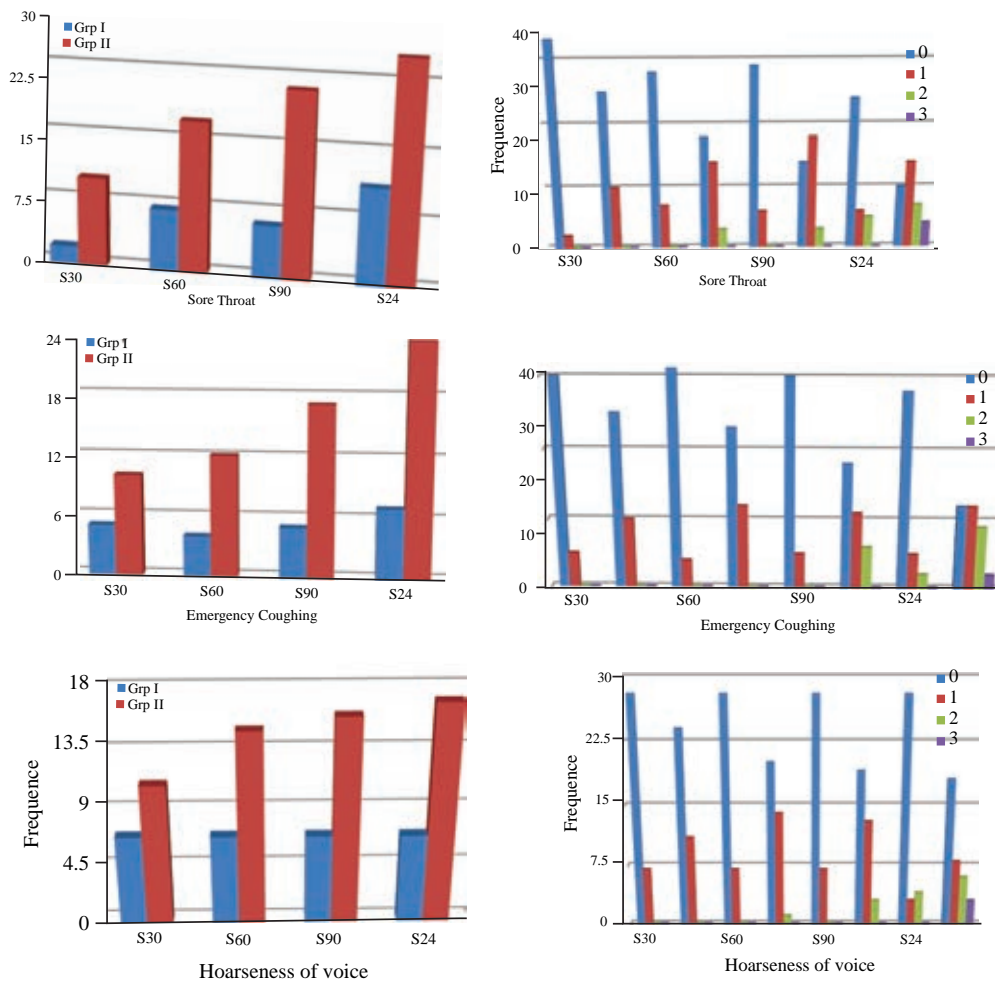 30
22.5
15
7.5
0
Grp I
Grp II
S30
S60
S90
S24
Sore Throat
Frequence
40
30
20
10
0
0
1
2
3
S30
S60
S90
S24
Sore Throat
24
18
12
6
0
Grp 1
Grp II
S30
S60
S90
S24
Emergency Coughing
40
30
20
10
0
0
1
2
3
S30
S60
S90
S24
Emergency Coughing
Frequence
18
13.5
9
4.5
0
Grp I
Grp II
S30
S60
S90
S24
Hoarseness of voice
Frequence
30
22.5
15
7.5
0
0
1
2
3
S30
S60
S90
S24
Hoarseness of voice